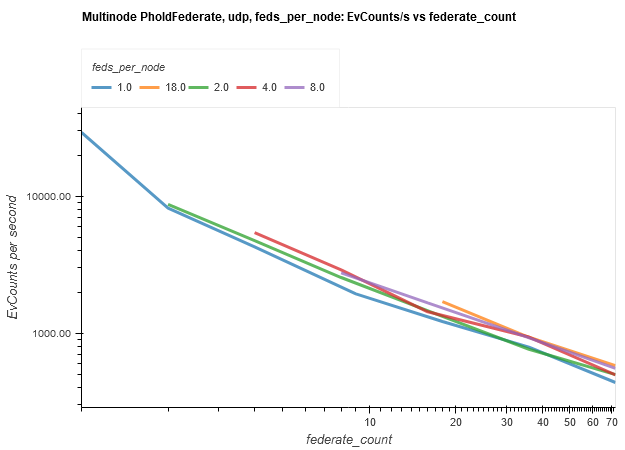 Multinode PholdFederate, udp, feds_per_node: EvCounts/s vs federate_count
feds_per_node
1.0 18.0 2.0 4.0 8.0
EvCounts per second
10000.00
1000.00
10 20 30 40 50 60 70
federate_count